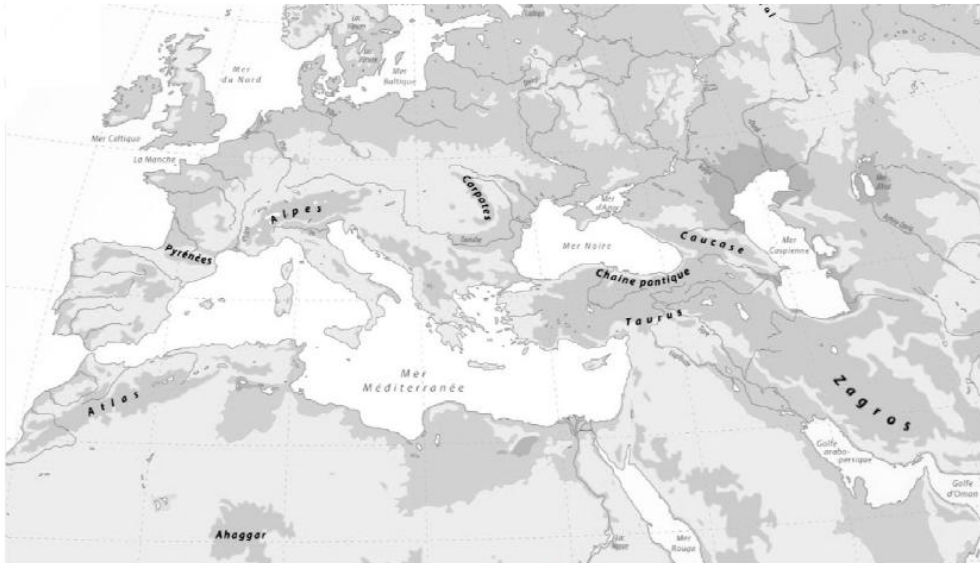 Mer
du Nord
Mer
Baltique
Mer Celtique
La Manche
Carpates
Alpes
Pyrénées
Mer
d'Azov
Mer Noire
Caucase
Mer
Caspienne
Chaîne pontique
Taurus
Mer
Méditerranée
Atlas
Zagros
Golfe
arabo-
persique
Golfe
d'Oman
Ahaggar
Mer
Rouge